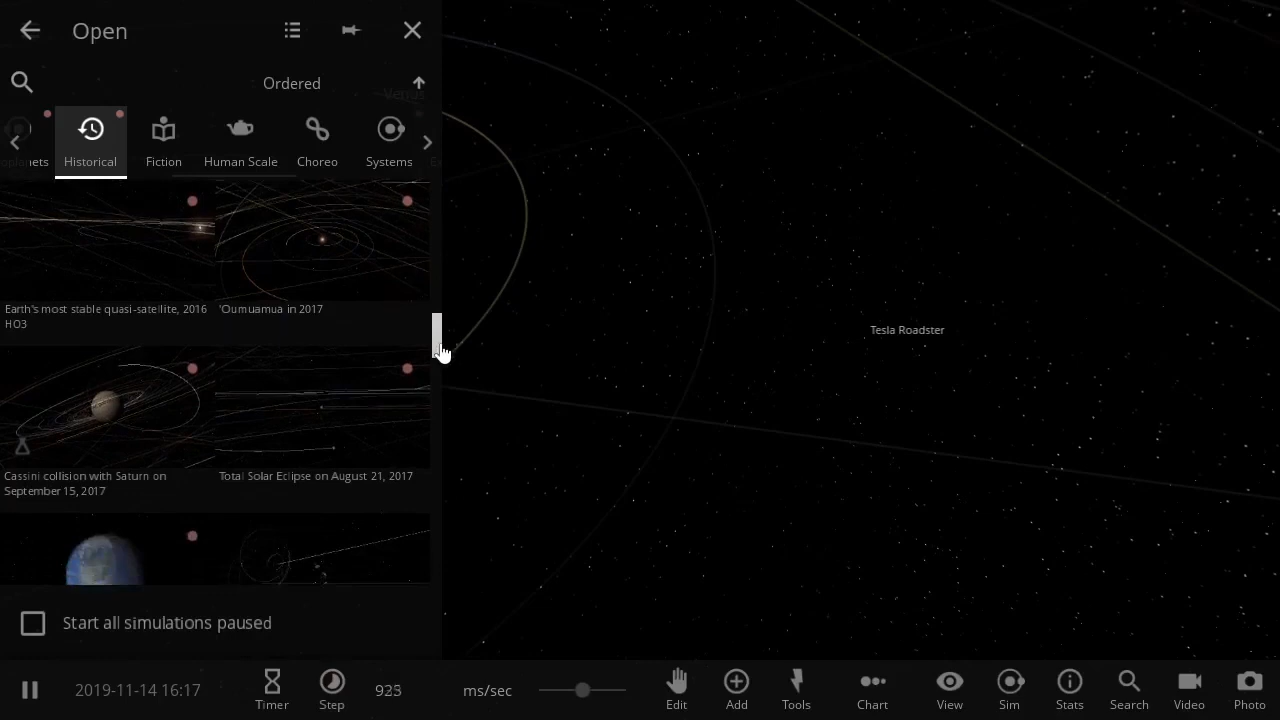 Open
Ordered
Venus
Historical
Fiction
Human Scale
Choreo
Systems
Earth's most stable quasi-satellite, 2016
HO3
'Oumuamua in 2017
Tesla Roadster
Cassini collision with Saturn on
September 15, 2017
Total Solar Eclipse on August 21, 2017
Start all simulations paused
2019-11-14 16:17
Timer
Step
925
ms/sec
Edit
Add
Tools
Chart
View
Sim
Stats
Search
Video
Photo